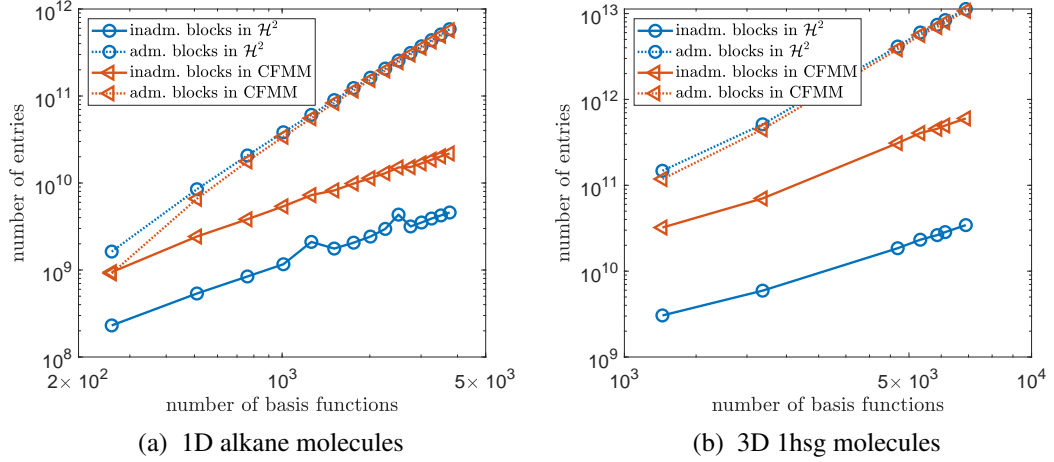 10^12
10^11
10^10
10^9
10^8
number of entries
inadm. blocks in ℋ²
adm. blocks in ℋ²
inadm. blocks in CFMM
adm. blocks in CFMM
2 × 10^2
10^3
5 × 10^3
number of basis functions
(a) 1D alkane molecules
10^13
10^12
10^11
10^10
10^9
number of entries
inadm. blocks in ℋ²
adm. blocks in ℋ²
inadm. blocks in CFMM
adm. blocks in CFMM
10^3
5 × 10^3
10^4
number of basis functions
(b) 3D 1hsg molecules